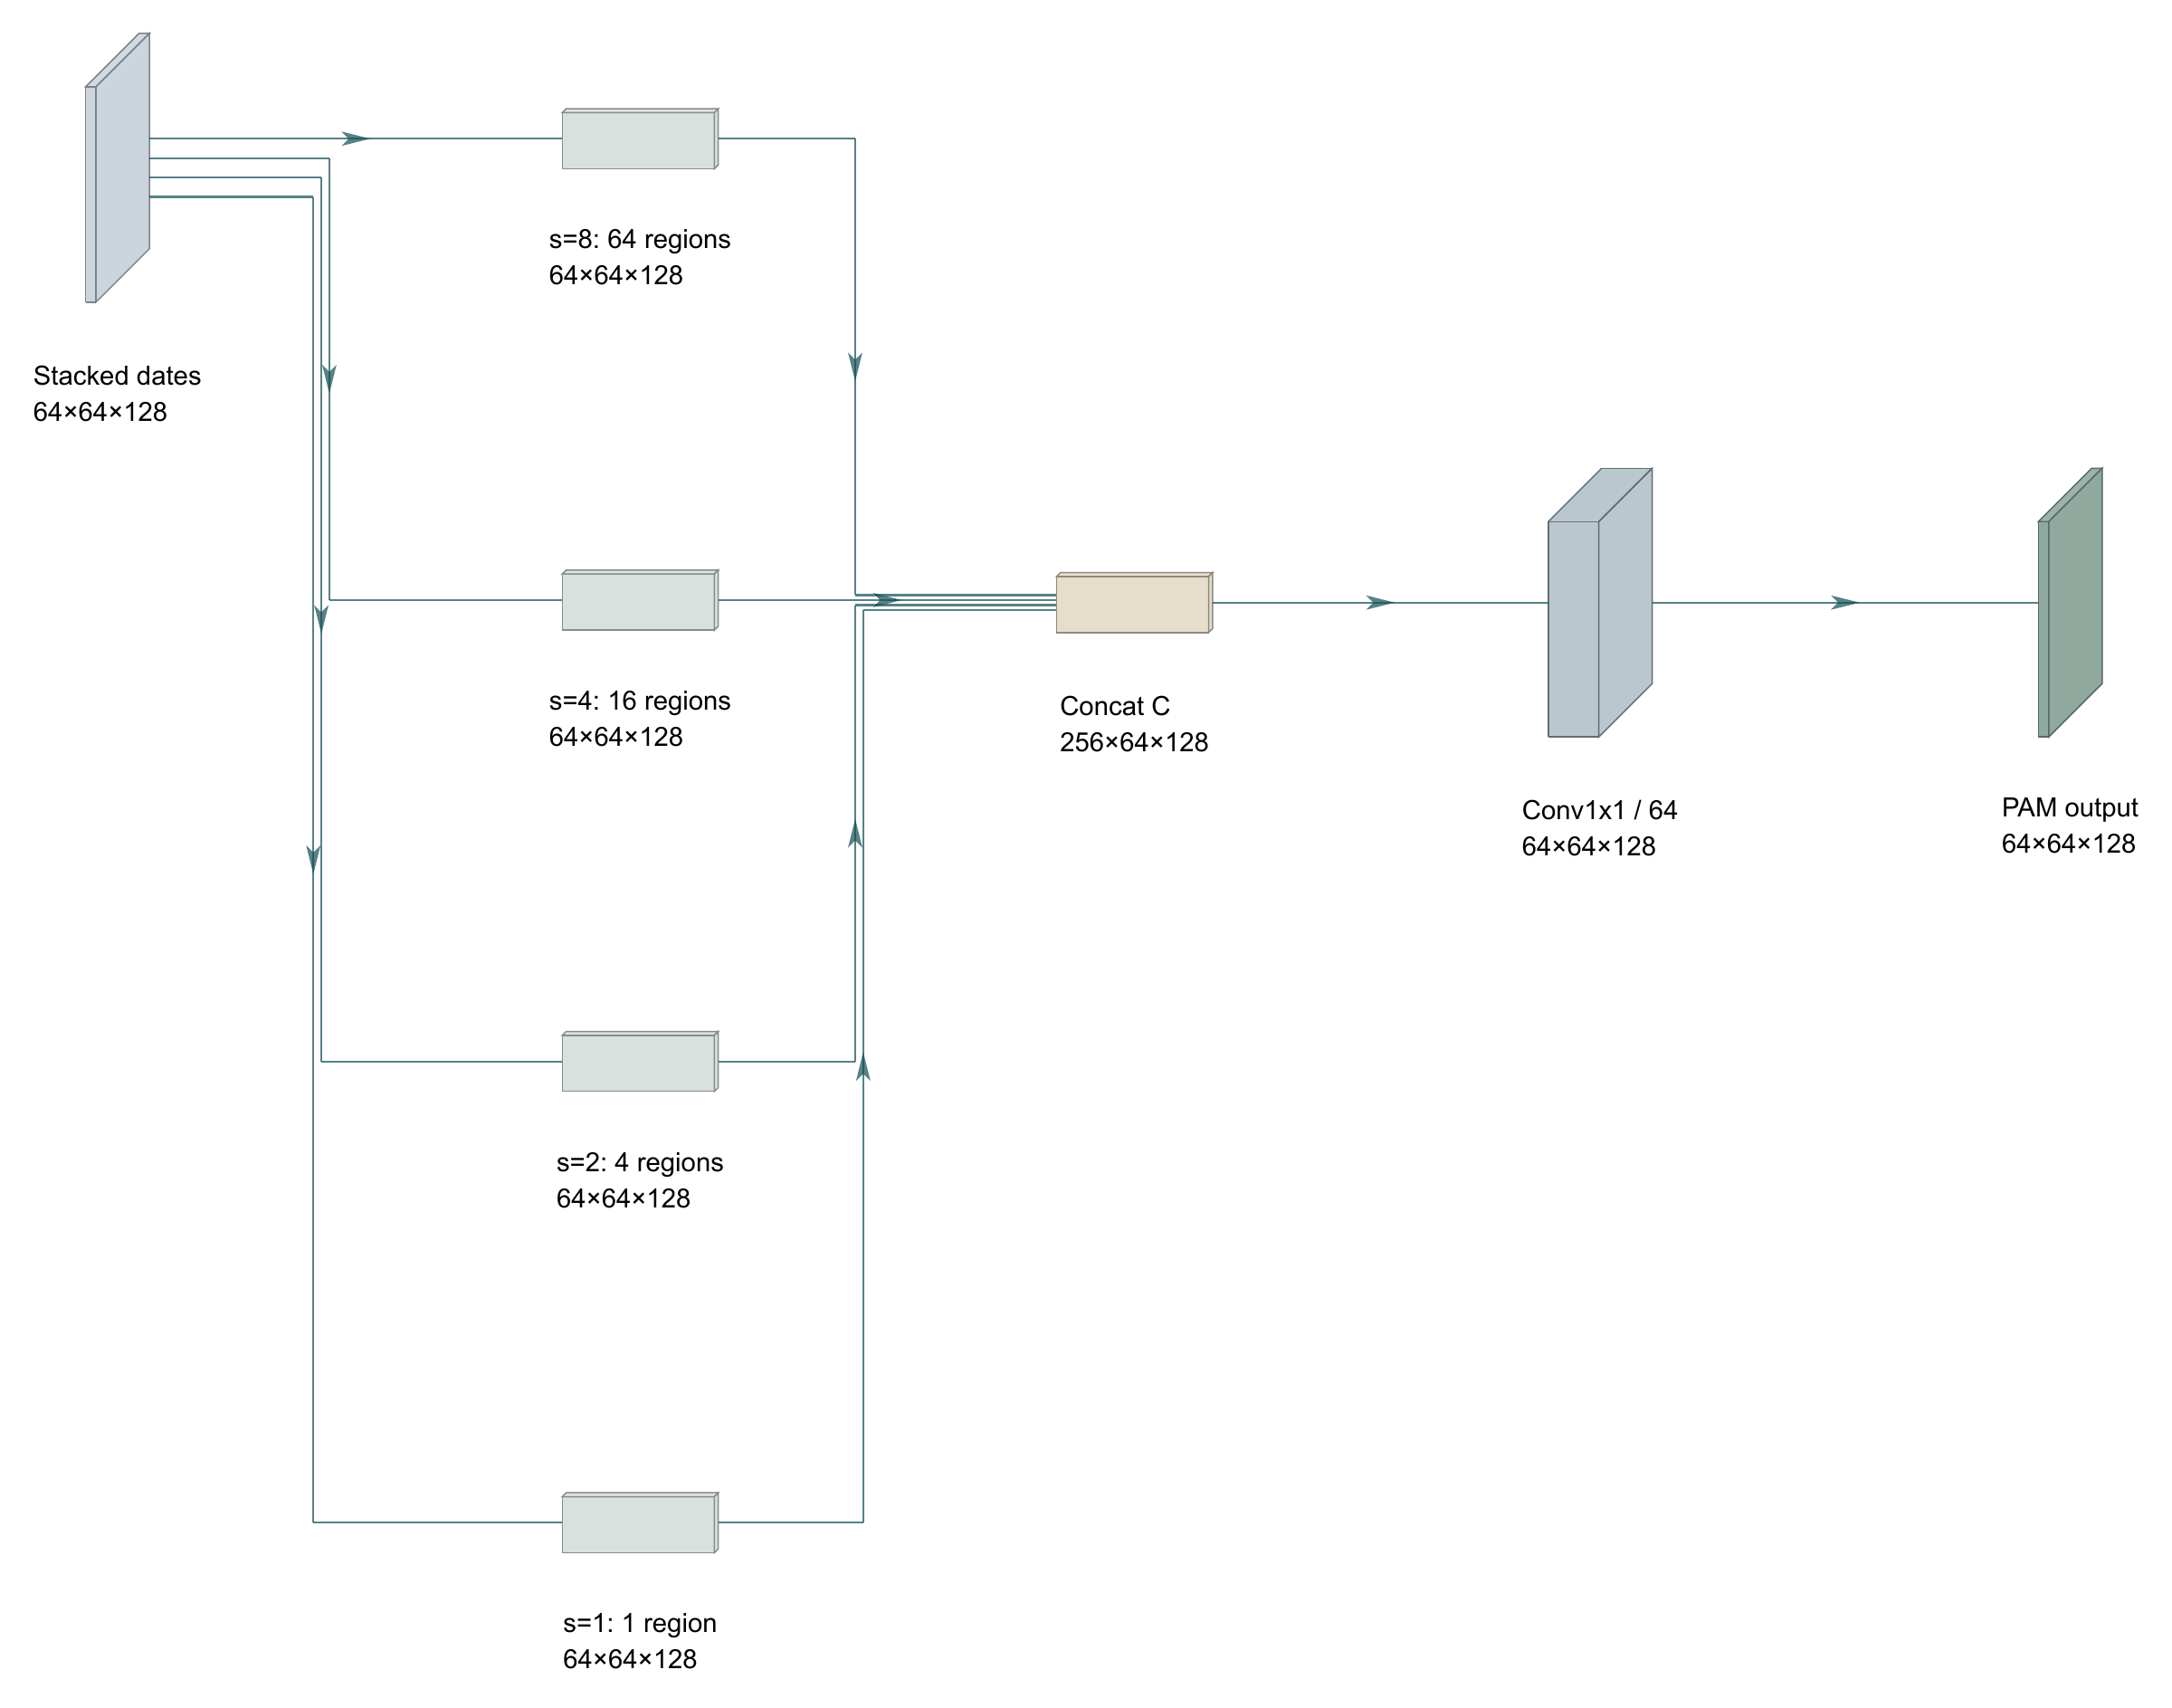 Stacked dates
64×64×128
s=8: 64 regions
64×64×128
s=4: 16 regions
64×64×128
s=2: 4 regions
64×64×128
s=1: 1 region
64×64×128
Concat C
256×64×128
Conv1x1 / 64
64×64×128
PAM output
64×64×128